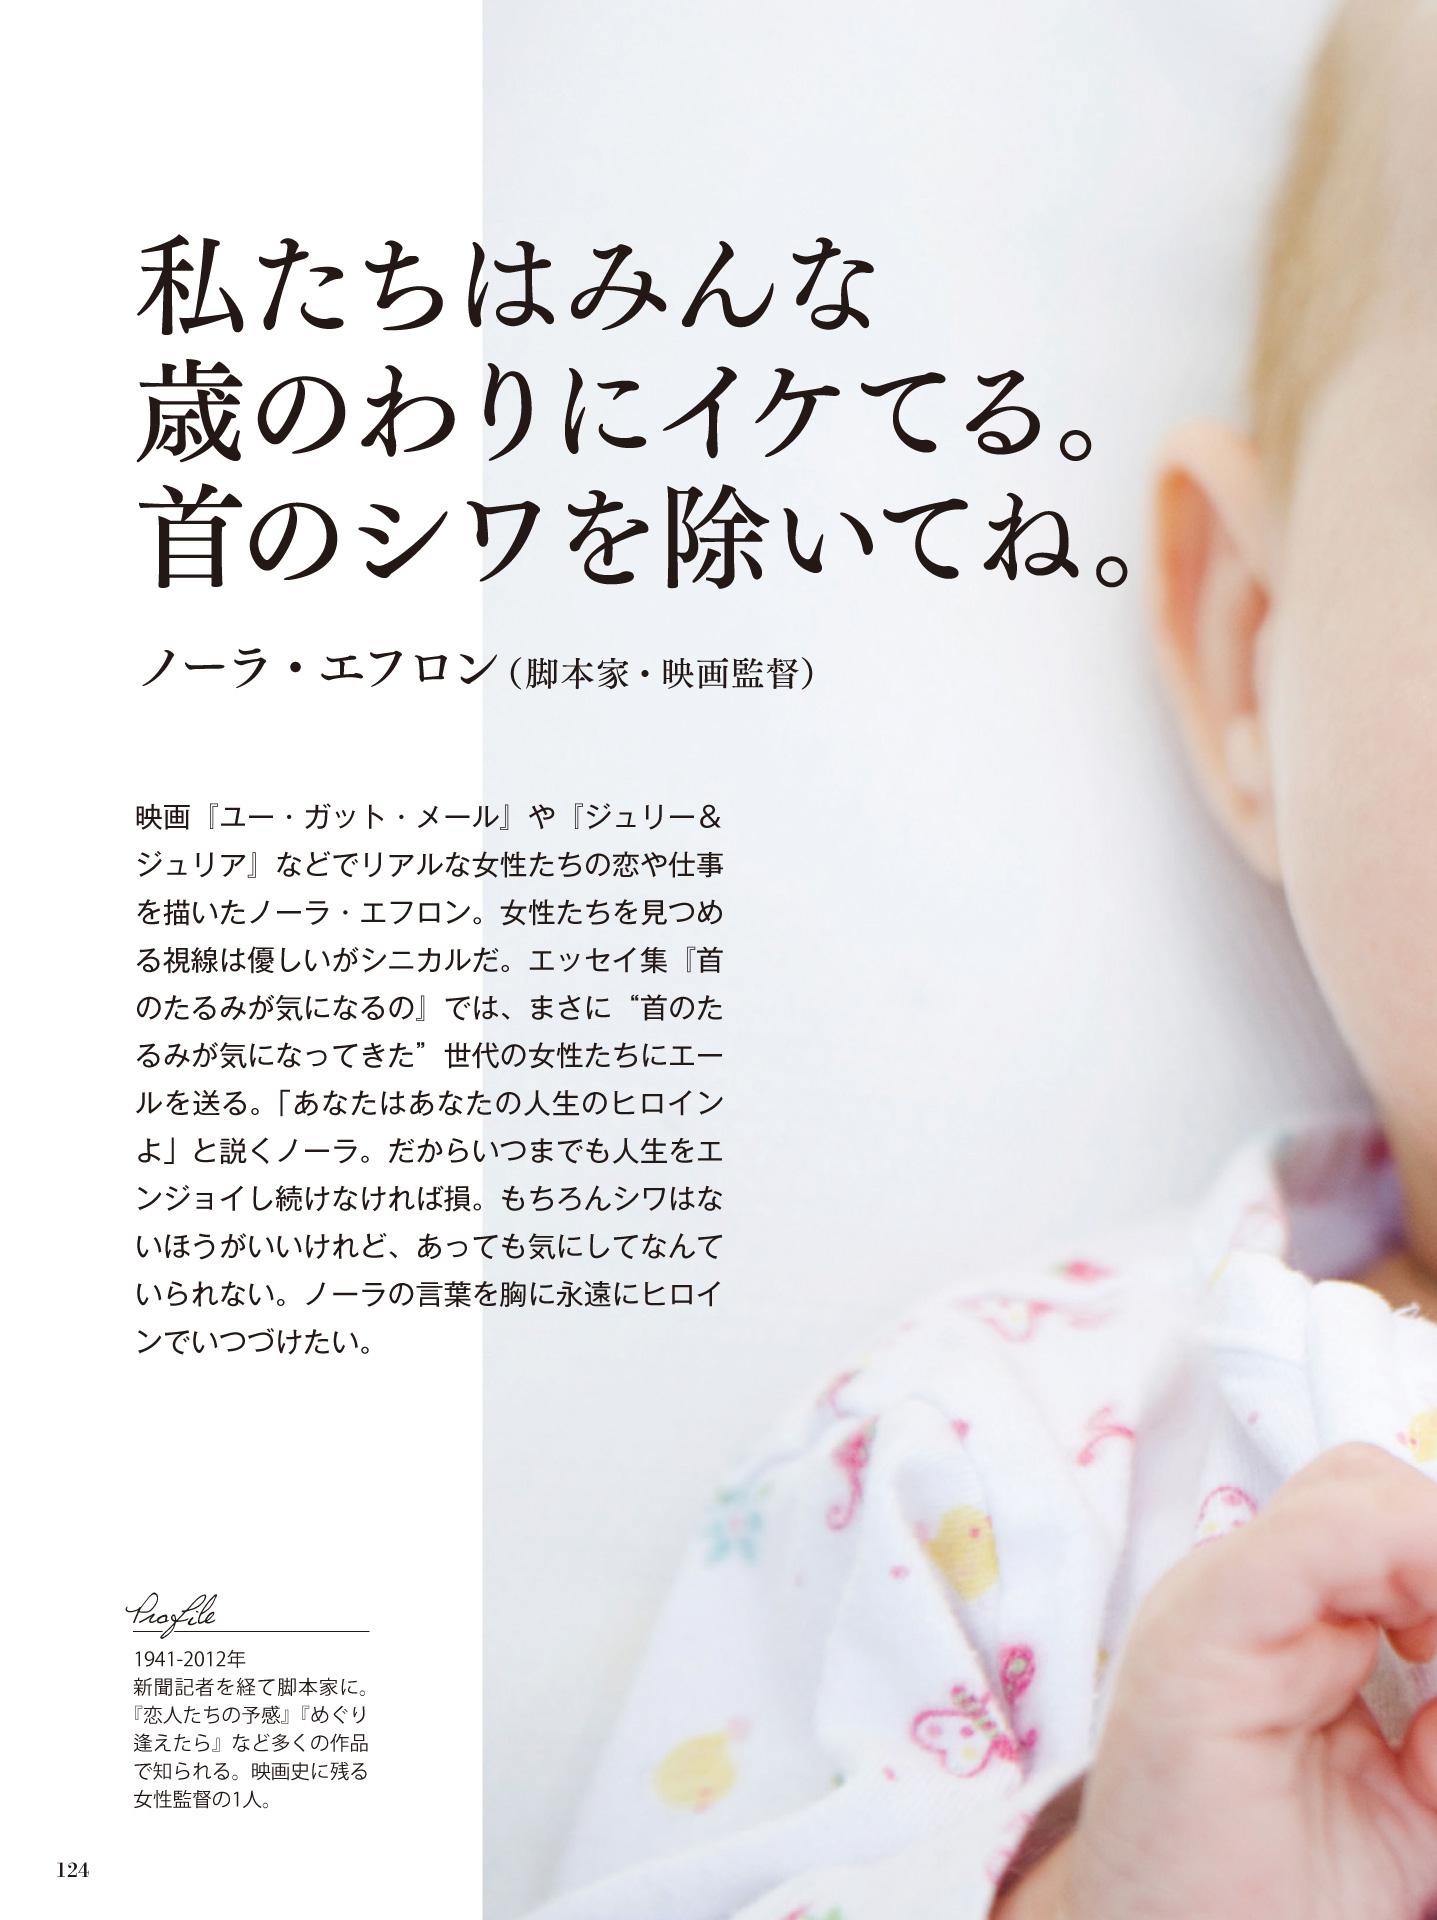 私たちはみんな
歳のわりにイケてる。
首のシワを除いてね。
ノーラ・エフロン（脚本家・映画監督）
映画『ユー・ガット・メール』や『ジュリー＆
ジュリア』などでリアルな女性たちの恋や仕事
を描いたノーラ・エフロン。女性たちを見つめ
る視線は優しいがシニカルだ。エッセイ集『首
のたるみが気になるの』では、まさに“首のた
るみが気になってきた”世代の女性たちにエー
ルを送る。「あなたはあなたの人生のヒロイン
よ」と説くノーラ。だからいつまでも人生をエ
ンジョイし続けなければ損。もちろんシワはな
いほうがいいけれど、あっても気にしてなんて
いられない。ノーラの言葉を胸に永遠にヒロイ
ンでいつづけたい。
Profile
1941-2012年
新聞記者を経て脚本家に。
『恋人たちの予感』『めぐり
逢えたら』など多くの作品
で知られる。映画史に残る
女性監督の1人。
124